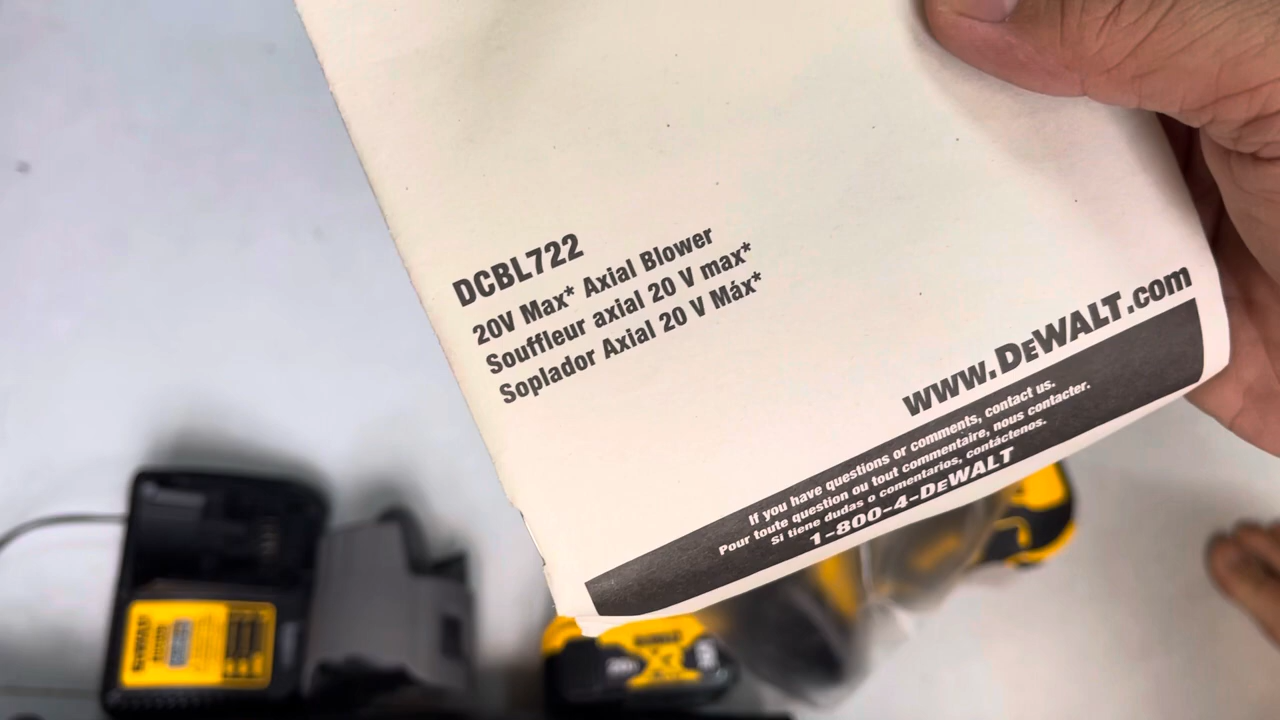 DCBL722
20V Max* Axial Blower
Souffleur axial 20 V max*
Soplador Axial 20 V Máx*
www.DEWALT.com
If you have questions or comments, contact us.
Pour toute question ou tout commentaire, nous contacter.
Si tiene dudas o comentarios, contáctenos.
1-800-4-DEWALT
DEWALT